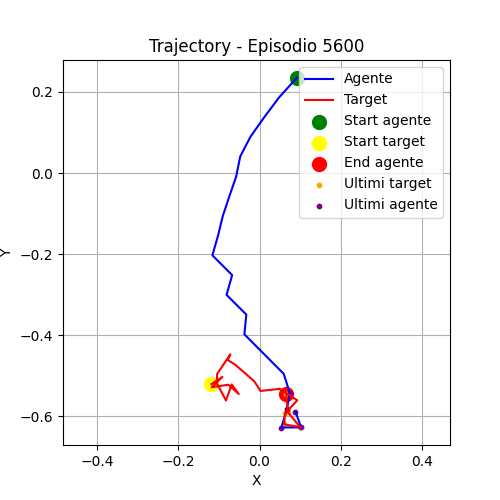 Trajectory - Episodio 5600
Agente
Target
Start agente
Start target
End agente
Ultimi target
Ultimi agente
0.2
0.0
−0.2
−0.4
−0.6
Y
−0.4
−0.2
0.0
0.2
0.4
X